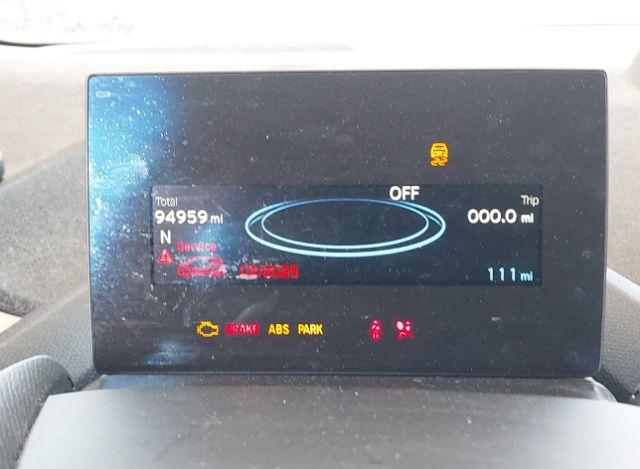 OFF
Total
Trip
94959 mi
000.0 mi
N
Service
111 mi
BRAKE ABS PARK